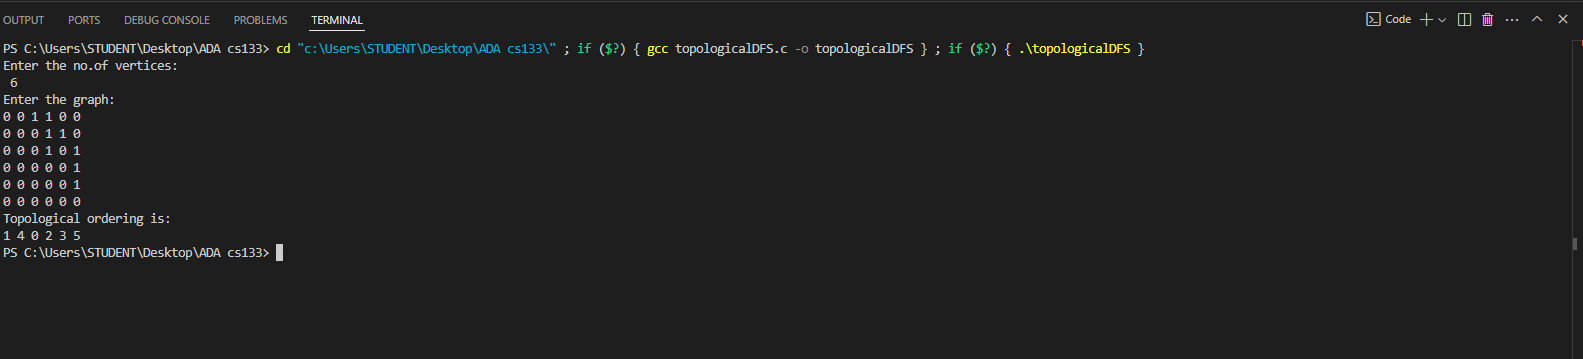 OUTPUT PORTS DEBUG CONSOLE PROBLEMS TERMINAL Code
PS C:\Users\STUDENT\Desktop\ADA cs133> cd "c:\Users\STUDENT\Desktop\ADA cs133\" ; if ($?) { gcc topologicalDFS.c -o topologicalDFS } ; if ($?) { .\topologicalDFS }
Enter the no.of vertices:
6
Enter the graph:
0 0 1 1 0 0
0 0 0 1 1 0
0 0 0 1 0 1
0 0 0 0 0 1
0 0 0 0 0 1
0 0 0 0 0 0
Topological ordering is:
1 4 0 2 3 5
PS C:\Users\STUDENT\Desktop\ADA cs133>